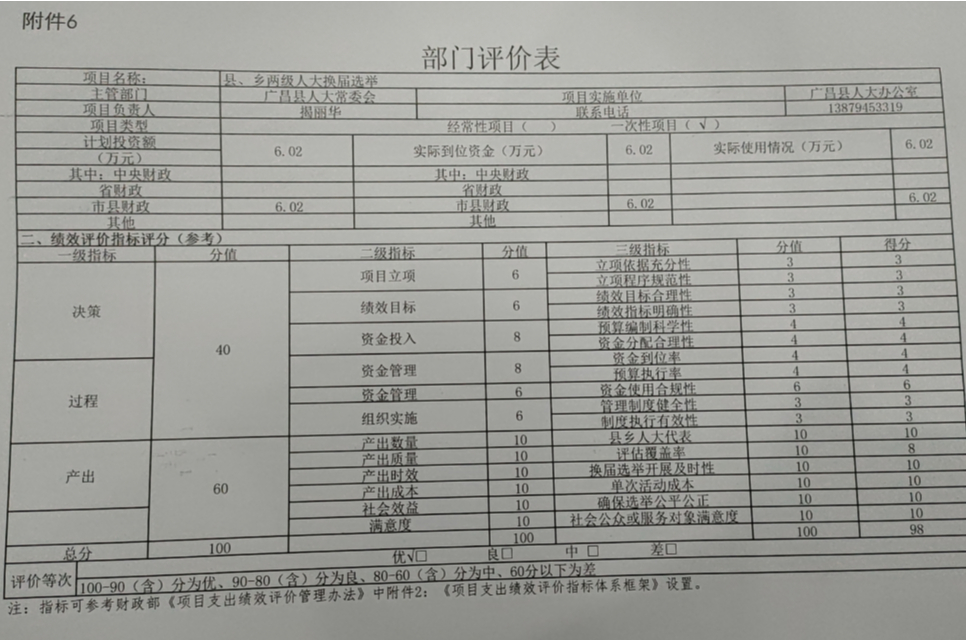 附件6
部门评价表
项目名称： 县、乡两级人大换届选举
主管部门 广昌县人大常委会 项目实施单位 广昌县人大办公室
项目负责人 揭丽华 联系电话 13879453319
项目类型 经常性项目（ ） 一次性项目（ √ ）
计划投资额（万元） 6.02 实际到位资金（万元） 6.02 实际使用情况（万元） 6.02
其中：中央财政 其中：中央财政
省财政 省财政
市县财政 6.02 市县财政 6.02 6.02
其他 其他
二、绩效评价指标评分（参考）
一级指标 分值 二级指标 分值 三级指标 分值 得分
决策 40 项目立项 6 立项依据充分性 3 3
立项程序规范性 3 3
绩效目标 6 绩效目标合理性 3 3
绩效指标明确性 3 3
资金投入 8 预算编制科学性 4 4
资金分配合理性 4 4
过程 资金管理 8 资金到位率 4 4
预算执行率 4 4
资金管理 6 资金使用合规性 6 6
组织实施 6 管理制度健全性 3 3
制度执行有效性 3 3
产出 60 产出数量 10 县乡人大代表 10 10
产出质量 10 评估覆盖率 10 8
产出时效 10 换届选举开展及时性 10 10
产出成本 10 单次活动成本 10 10
社会效益 10 确保选举公平公正 10 10
满意度 10 社会公众或服务对象满意度 10 10
总分 100 100 100 98
评价等次 优√□ 良□ 中 □ 差□
100-90（含）分为优、90-80（含）分为良、80-60（含）分为中、60分以下为差
注：指标可参考财政部《项目支出绩效评价管理办法》中附件2：《项目支出绩效评价指标体系框架》设置。